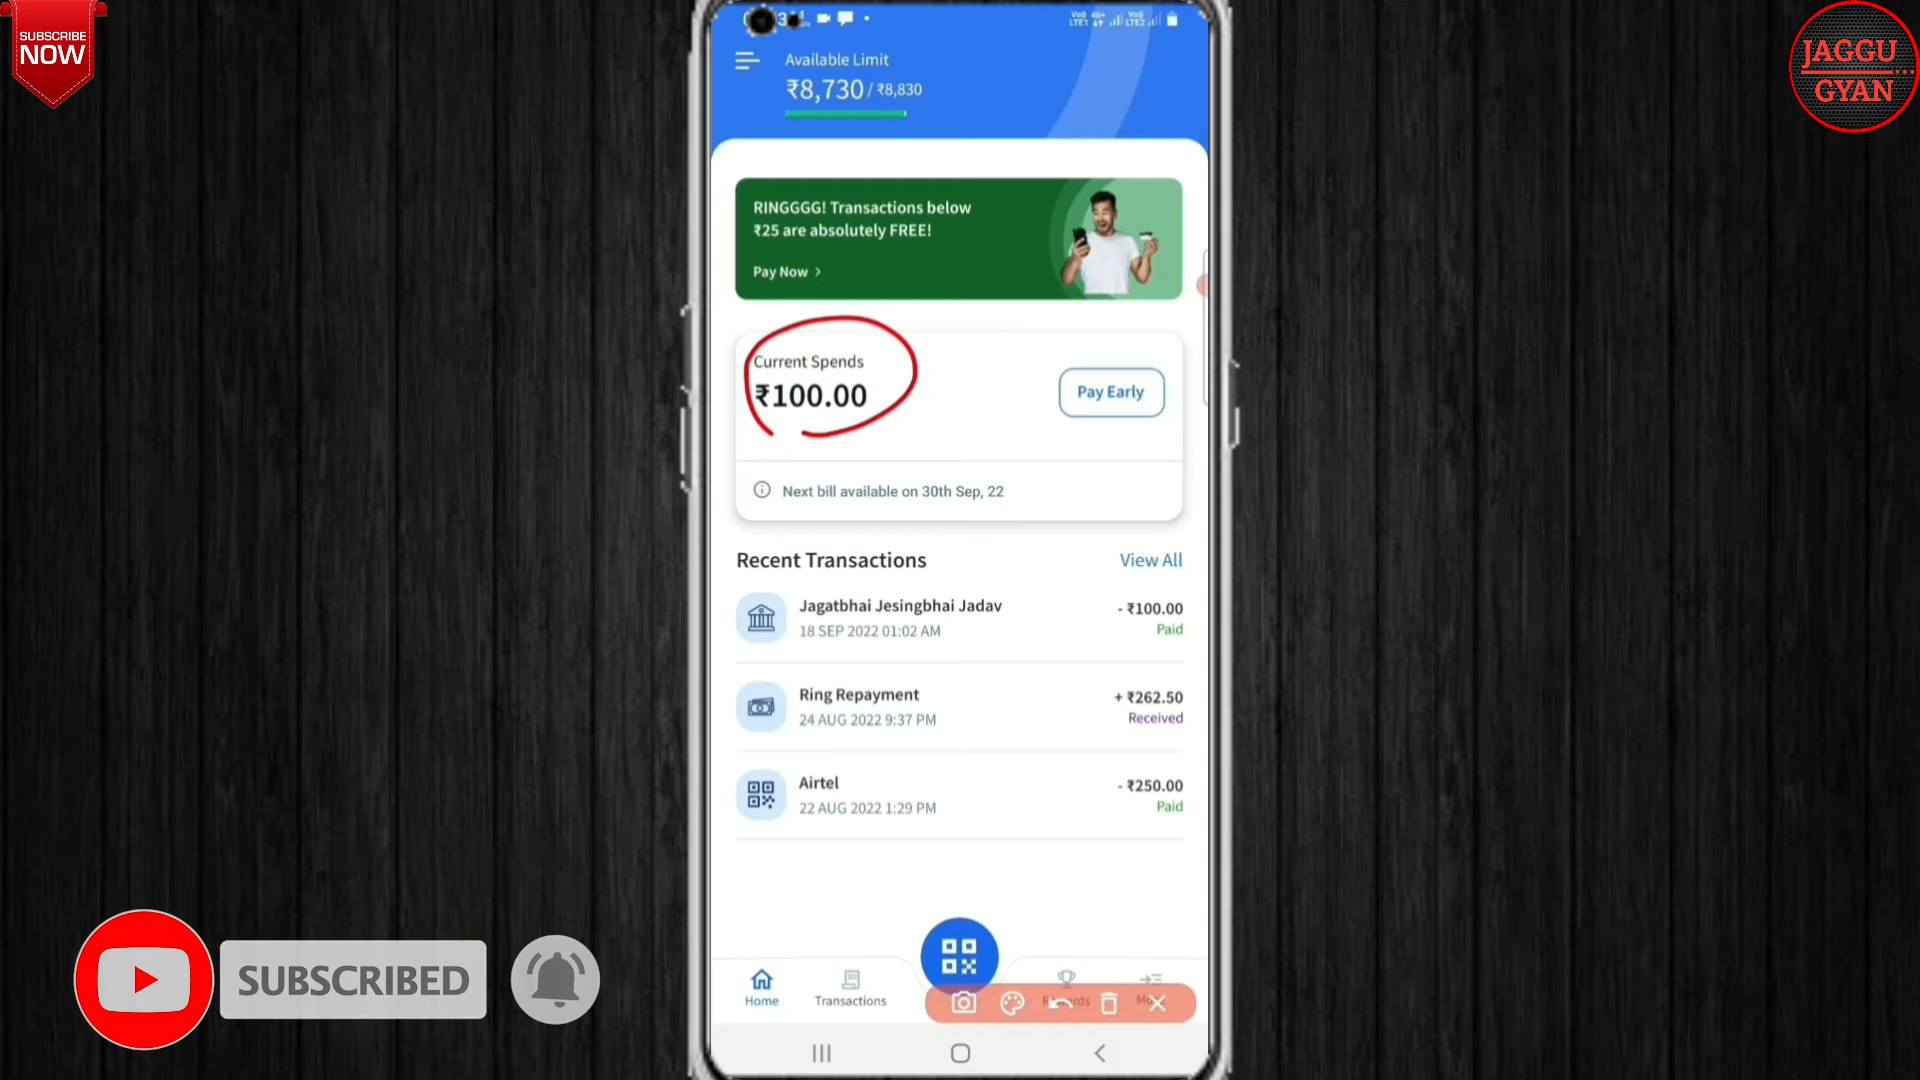 SUBSCRIBE
NOW
JAGGU
GYAN
Available Limit
₹8,730 / ₹8,830
RINGGGG! Transactions below
₹25 are absolutely FREE!
Pay Now >
Current Spends
₹100.00
Pay Early
Next bill available on 30th Sep, 22
Recent Transactions
View All
Jagatbhai Jesingbhai Jadav
- ₹100.00
18 SEP 2022 01:02 AM
Paid
Ring Repayment
+ ₹262.50
24 AUG 2022 9:37 PM
Received
Airtel
- ₹250.00
22 AUG 2022 1:29 PM
Paid
SUBSCRIBED
Home
Transactions